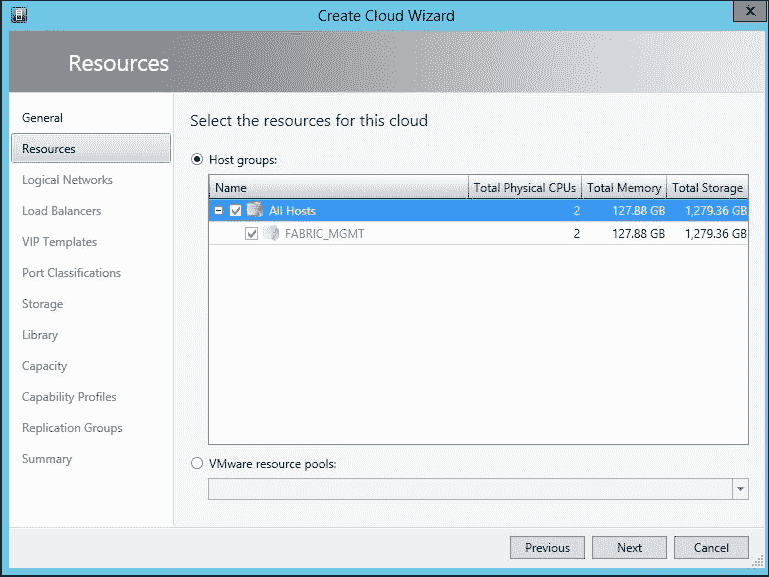 Create Cloud Wizard
X
Resources
General
Resources
Logical Networks
Load Balancers
VIP Templates
Port Classifications
Storage
Library
Capacity
Capability Profiles
Replication Groups
Summary
Select the resources for this cloud
Host groups:
Name Total Physical CPUs Total Memory Total Storage
All Hosts 2 127.88 GB 1,279.36 GB
FABRIC_MGMT 2 127.88 GB 1,279.36 GB
VMware resource pools:
Previous Next Cancel